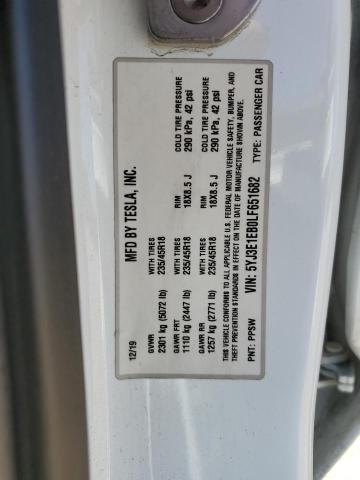 MFD BY TESLA, INC.
12/19
GVWR WITH TIRES RIM COLD TIRE PRESSURE
2301 kg (5072 lb) 235/45R18 18X8.5 J 290 kPa, 42 psi
GAWR FRT WITH TIRES RIM COLD TIRE PRESSURE
1110 kg (2447 lb) 235/45R18 18X8.5 J 290 kPa, 42 psi
GAWR RR
1257 kg (2771 lb)
THIS VEHICLE CONFORMS TO ALL APPLICABLE U.S. FEDERAL MOTOR VEHICLE SAFETY, BUMPER, AND
THEFT PREVENTION STANDARDS IN EFFECT ON THE DATE OF MANUFACTURE SHOWN ABOVE.
VIN: 5YJ3E1EB0LF651682 TYPE: PASSENGER CAR
PNT: PPSW